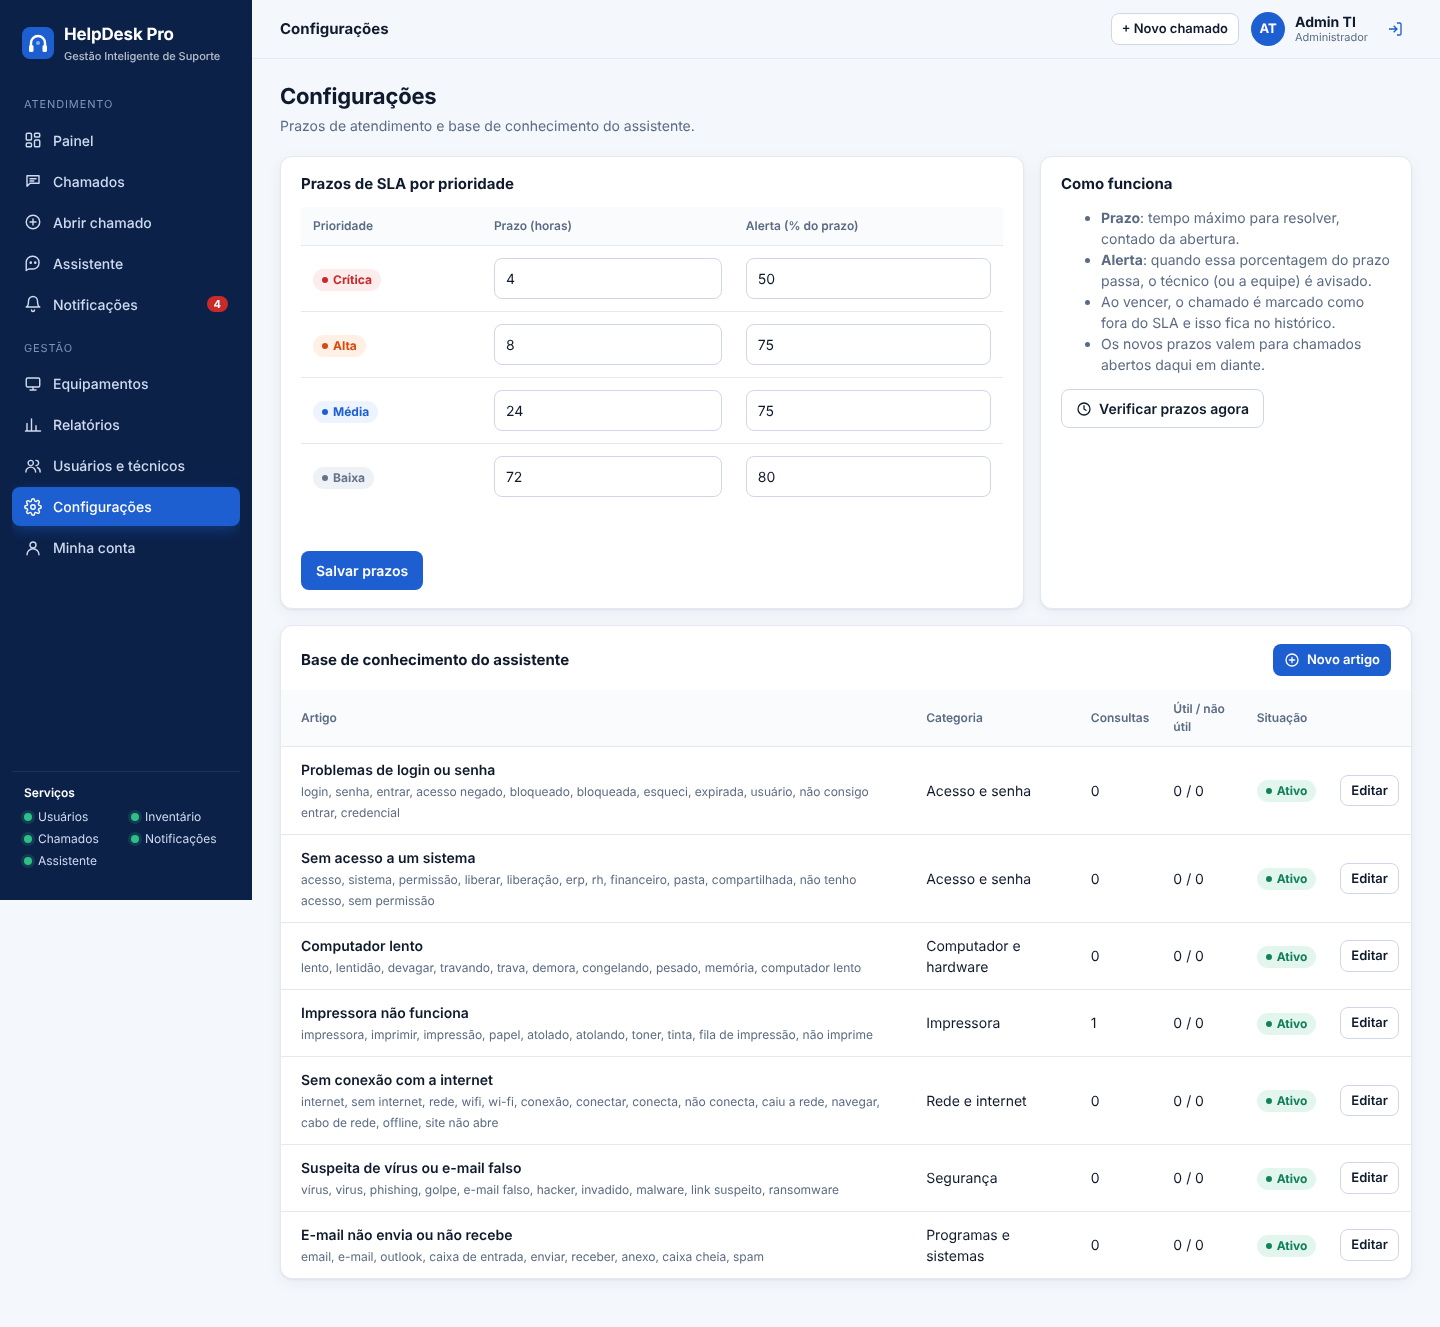 HelpDesk Pro
Gestão Inteligente de Suporte
ATENDIMENTO
Painel
Chamados
Abrir chamado
Assistente
Notificações 4
GESTÃO
Equipamentos
Relatórios
Usuários e técnicos
Configurações
Minha conta
Serviços
Usuários Inventário
Chamados Notificações
Assistente
Configurações
+ Novo chamado
AT
Admin TI
Administrador
Configurações
Prazos de atendimento e base de conhecimento do assistente.
Prazos de SLA por prioridade
Prioridade Prazo (horas) Alerta (% do prazo)
Crítica 4 50
Alta 8 75
Média 24 75
Baixa 72 80
Salvar prazos
Como funciona
Prazo: tempo máximo para resolver,
contado da abertura.
Alerta: quando essa porcentagem do prazo
passa, o técnico (ou a equipe) é avisado.
Ao vencer, o chamado é marcado como
fora do SLA e isso fica no histórico.
Os novos prazos valem para chamados
abertos daqui em diante.
Verificar prazos agora
Base de conhecimento do assistente
Novo artigo
Artigo Categoria Consultas Útil / não
útil Situação
Problemas de login ou senha
login, senha, entrar, acesso negado, bloqueado, bloqueada, esqueci, expirada, usuário, não consigo
entrar, credencial
Acesso e senha 0 0 / 0 Ativo Editar
Sem acesso a um sistema
acesso, sistema, permissão, liberar, liberação, erp, rh, financeiro, pasta, compartilhada, não tenho
acesso, sem permissão
Acesso e senha 0 0 / 0 Ativo Editar
Computador lento
lento, lentidão, devagar, travando, trava, demora, congelando, pesado, memória, computador lento
Computador e
hardware
0 0 / 0 Ativo Editar
Impressora não funciona
impressora, imprimir, impressão, papel, atolado, atolando, toner, tinta, fila de impressão, não imprime
Impressora 1 0 / 0 Ativo Editar
Sem conexão com a internet
internet, sem internet, rede, wifi, wi-fi, conexão, conectar, conecta, não conecta, caiu a rede, navegar,
cabo de rede, offline, site não abre
Rede e internet 0 0 / 0 Ativo Editar
Suspeita de vírus ou e-mail falso
vírus, virus, phishing, golpe, e-mail falso, hacker, invadido, malware, link suspeito, ransomware
Segurança 0 0 / 0 Ativo Editar
E-mail não envia ou não recebe
email, e-mail, outlook, caixa de entrada, enviar, receber, anexo, caixa cheia, spam
Programas e
sistemas
0 0 / 0 Ativo Editar